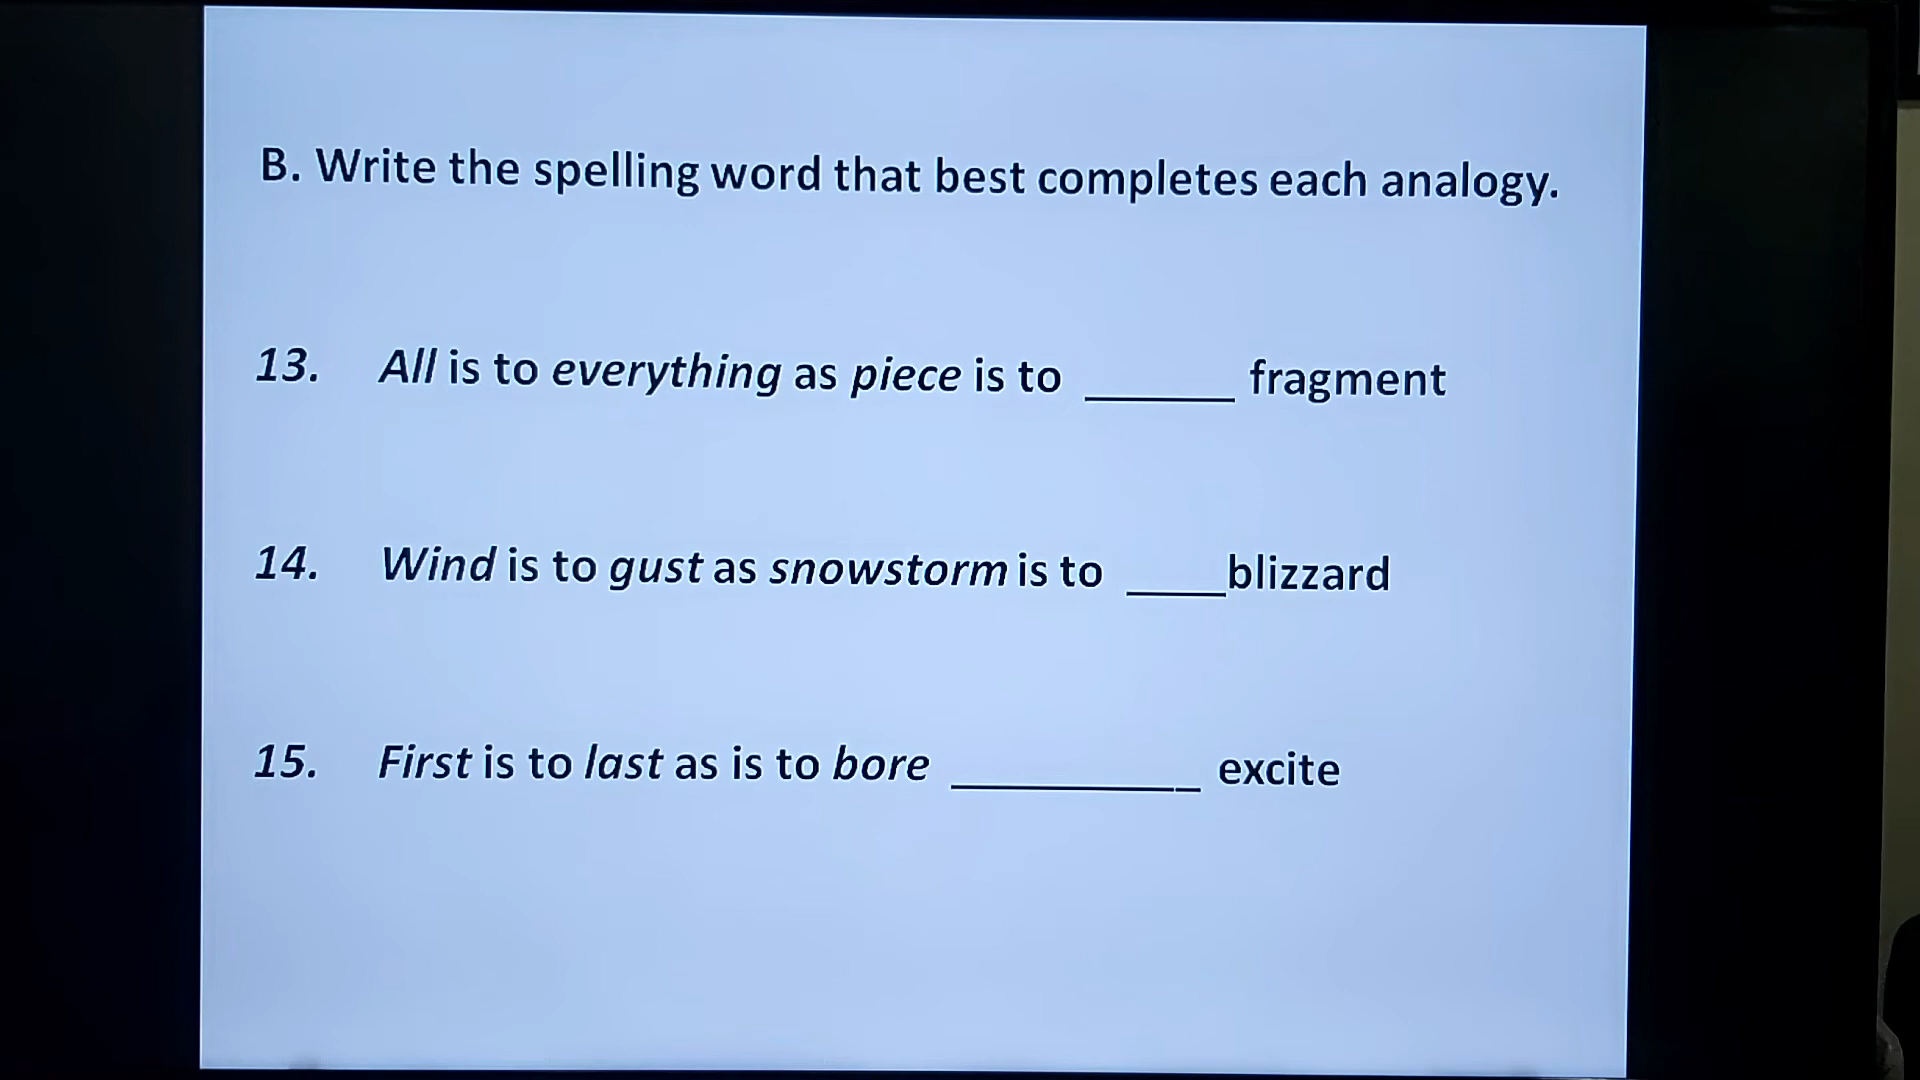 B. Write the spelling word that best completes each analogy.
13. All is to everything as piece is to ______ fragment
14. Wind is to gust as snowstorm is to ____blizzard
15. First is to last as is to bore __________ excite